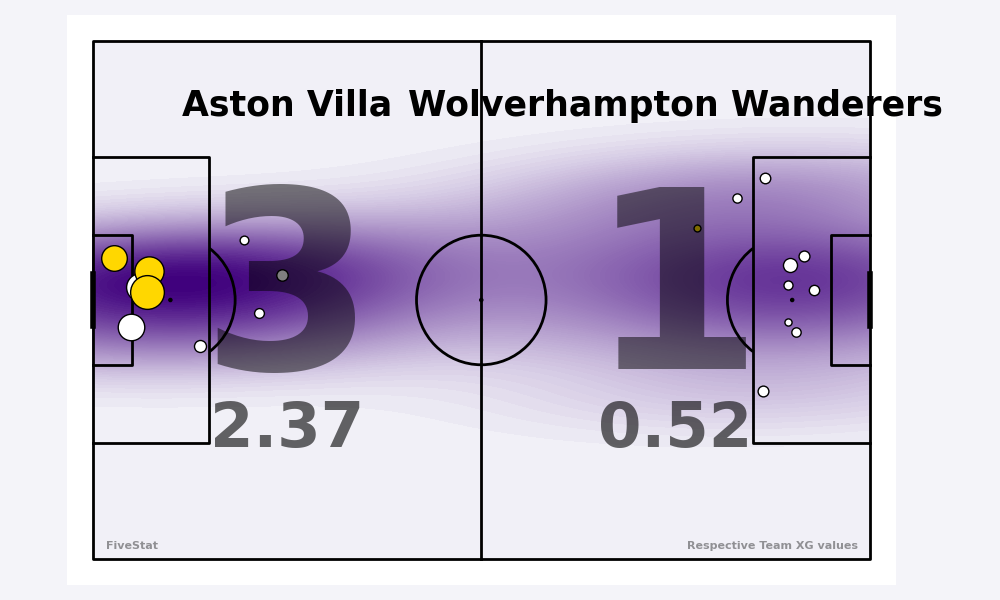 Aston Villa Wolverhampton Wanderers
3 1
2.37 0.52
FiveStat Respective Team XG values